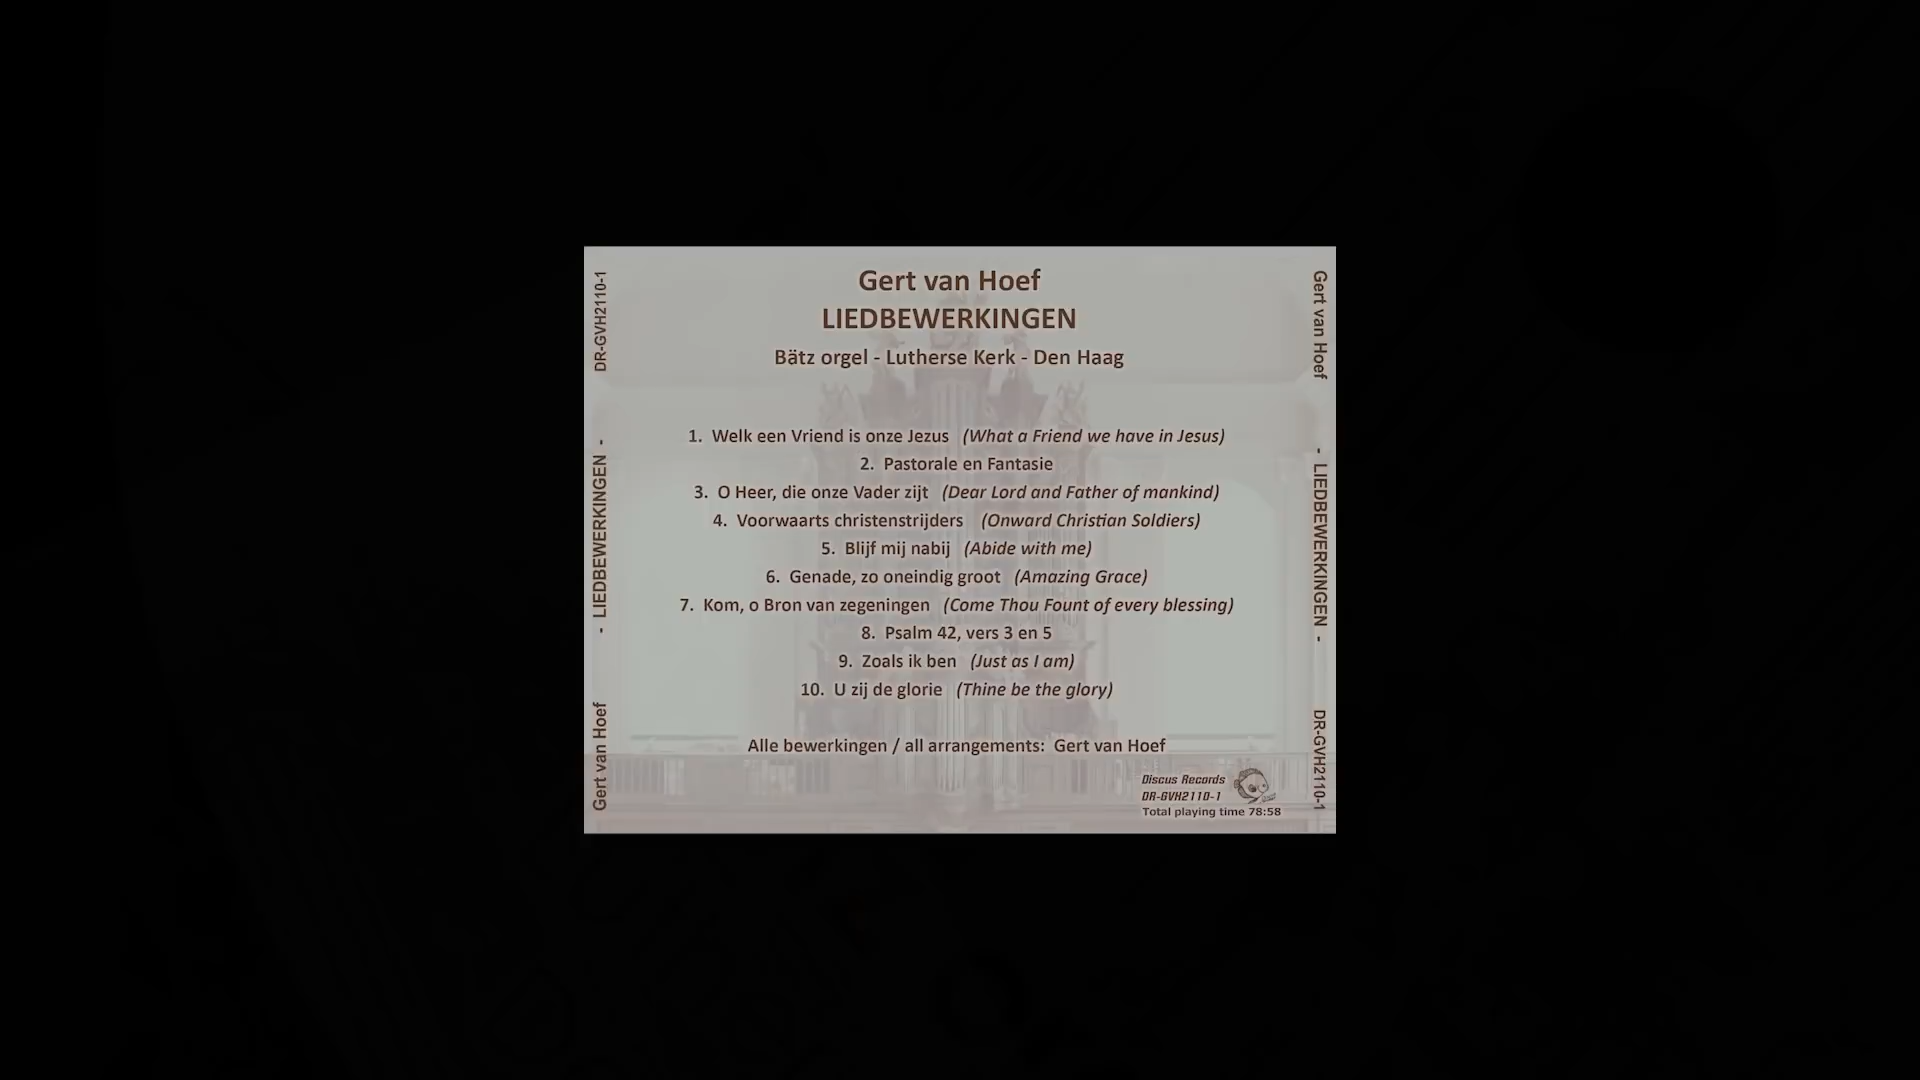 Gert van Hoef
LIEDBEWERKINGEN
Bätz orgel - Lutherse Kerk - Den Haag
1. Welk een Vriend is onze Jezus (What a Friend we have in Jesus)
2. Pastorale en Fantasie
3. O Heer, die onze Vader zijt (Dear Lord and Father of mankind)
4. Voorwaarts christenstrijders (Onward Christian Soldiers)
5. Blijf mij nabij (Abide with me)
6. Genade, zo oneindig groot (Amazing Grace)
7. Kom, o Bron van zegeningen (Come Thou Fount of every blessing)
8. Psalm 42, vers 3 en 5
9. Zoals ik ben (Just as I am)
10. U zij de glorie (Thine be the glory)
Alle bewerkingen / all arrangements: Gert van Hoef
Discus Records
DR-GVH2110-1
Total playing time 78:58
Gert van Hoef - LIEDBEWERKINGEN - DR-GVH2110-1
Gert van Hoef - LIEDBEWERKINGEN - DR-GVH2110-1